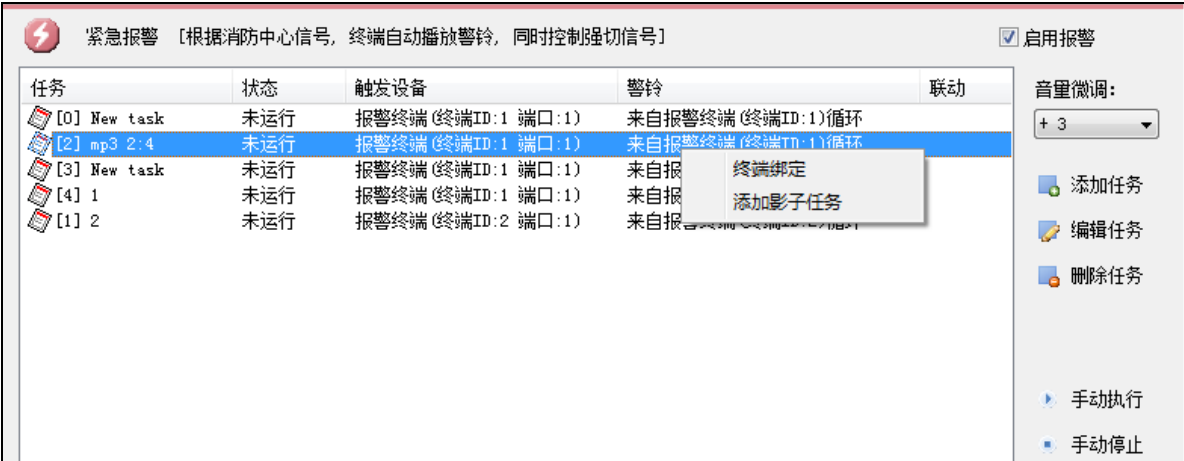 紧急报警 [根据消防中心信号, 终端自动播放警铃, 同时控制强切信号]
启用报警
任务 状态 触发设备 警铃 联动
[0] New task 未运行 报警终端(终端ID:1 端口:1) 来自报警终端(终端ID:1)循环
[2] mp3 2:4 未运行 报警终端(终端ID:1 端口:1) 来自报警终端(终端ID:1)循环
[3] New task 未运行 报警终端(终端ID:1 端口:1) 来自报
[4] 1 未运行 报警终端(终端ID:1 端口:1) 来自报
[1] 2 未运行 报警终端(终端ID:2 端口:1) 来自报警终端(终端ID:2)循环
终端绑定
添加影子任务
音量微调:
+ 3
添加任务
编辑任务
删除任务
手动执行
手动停止